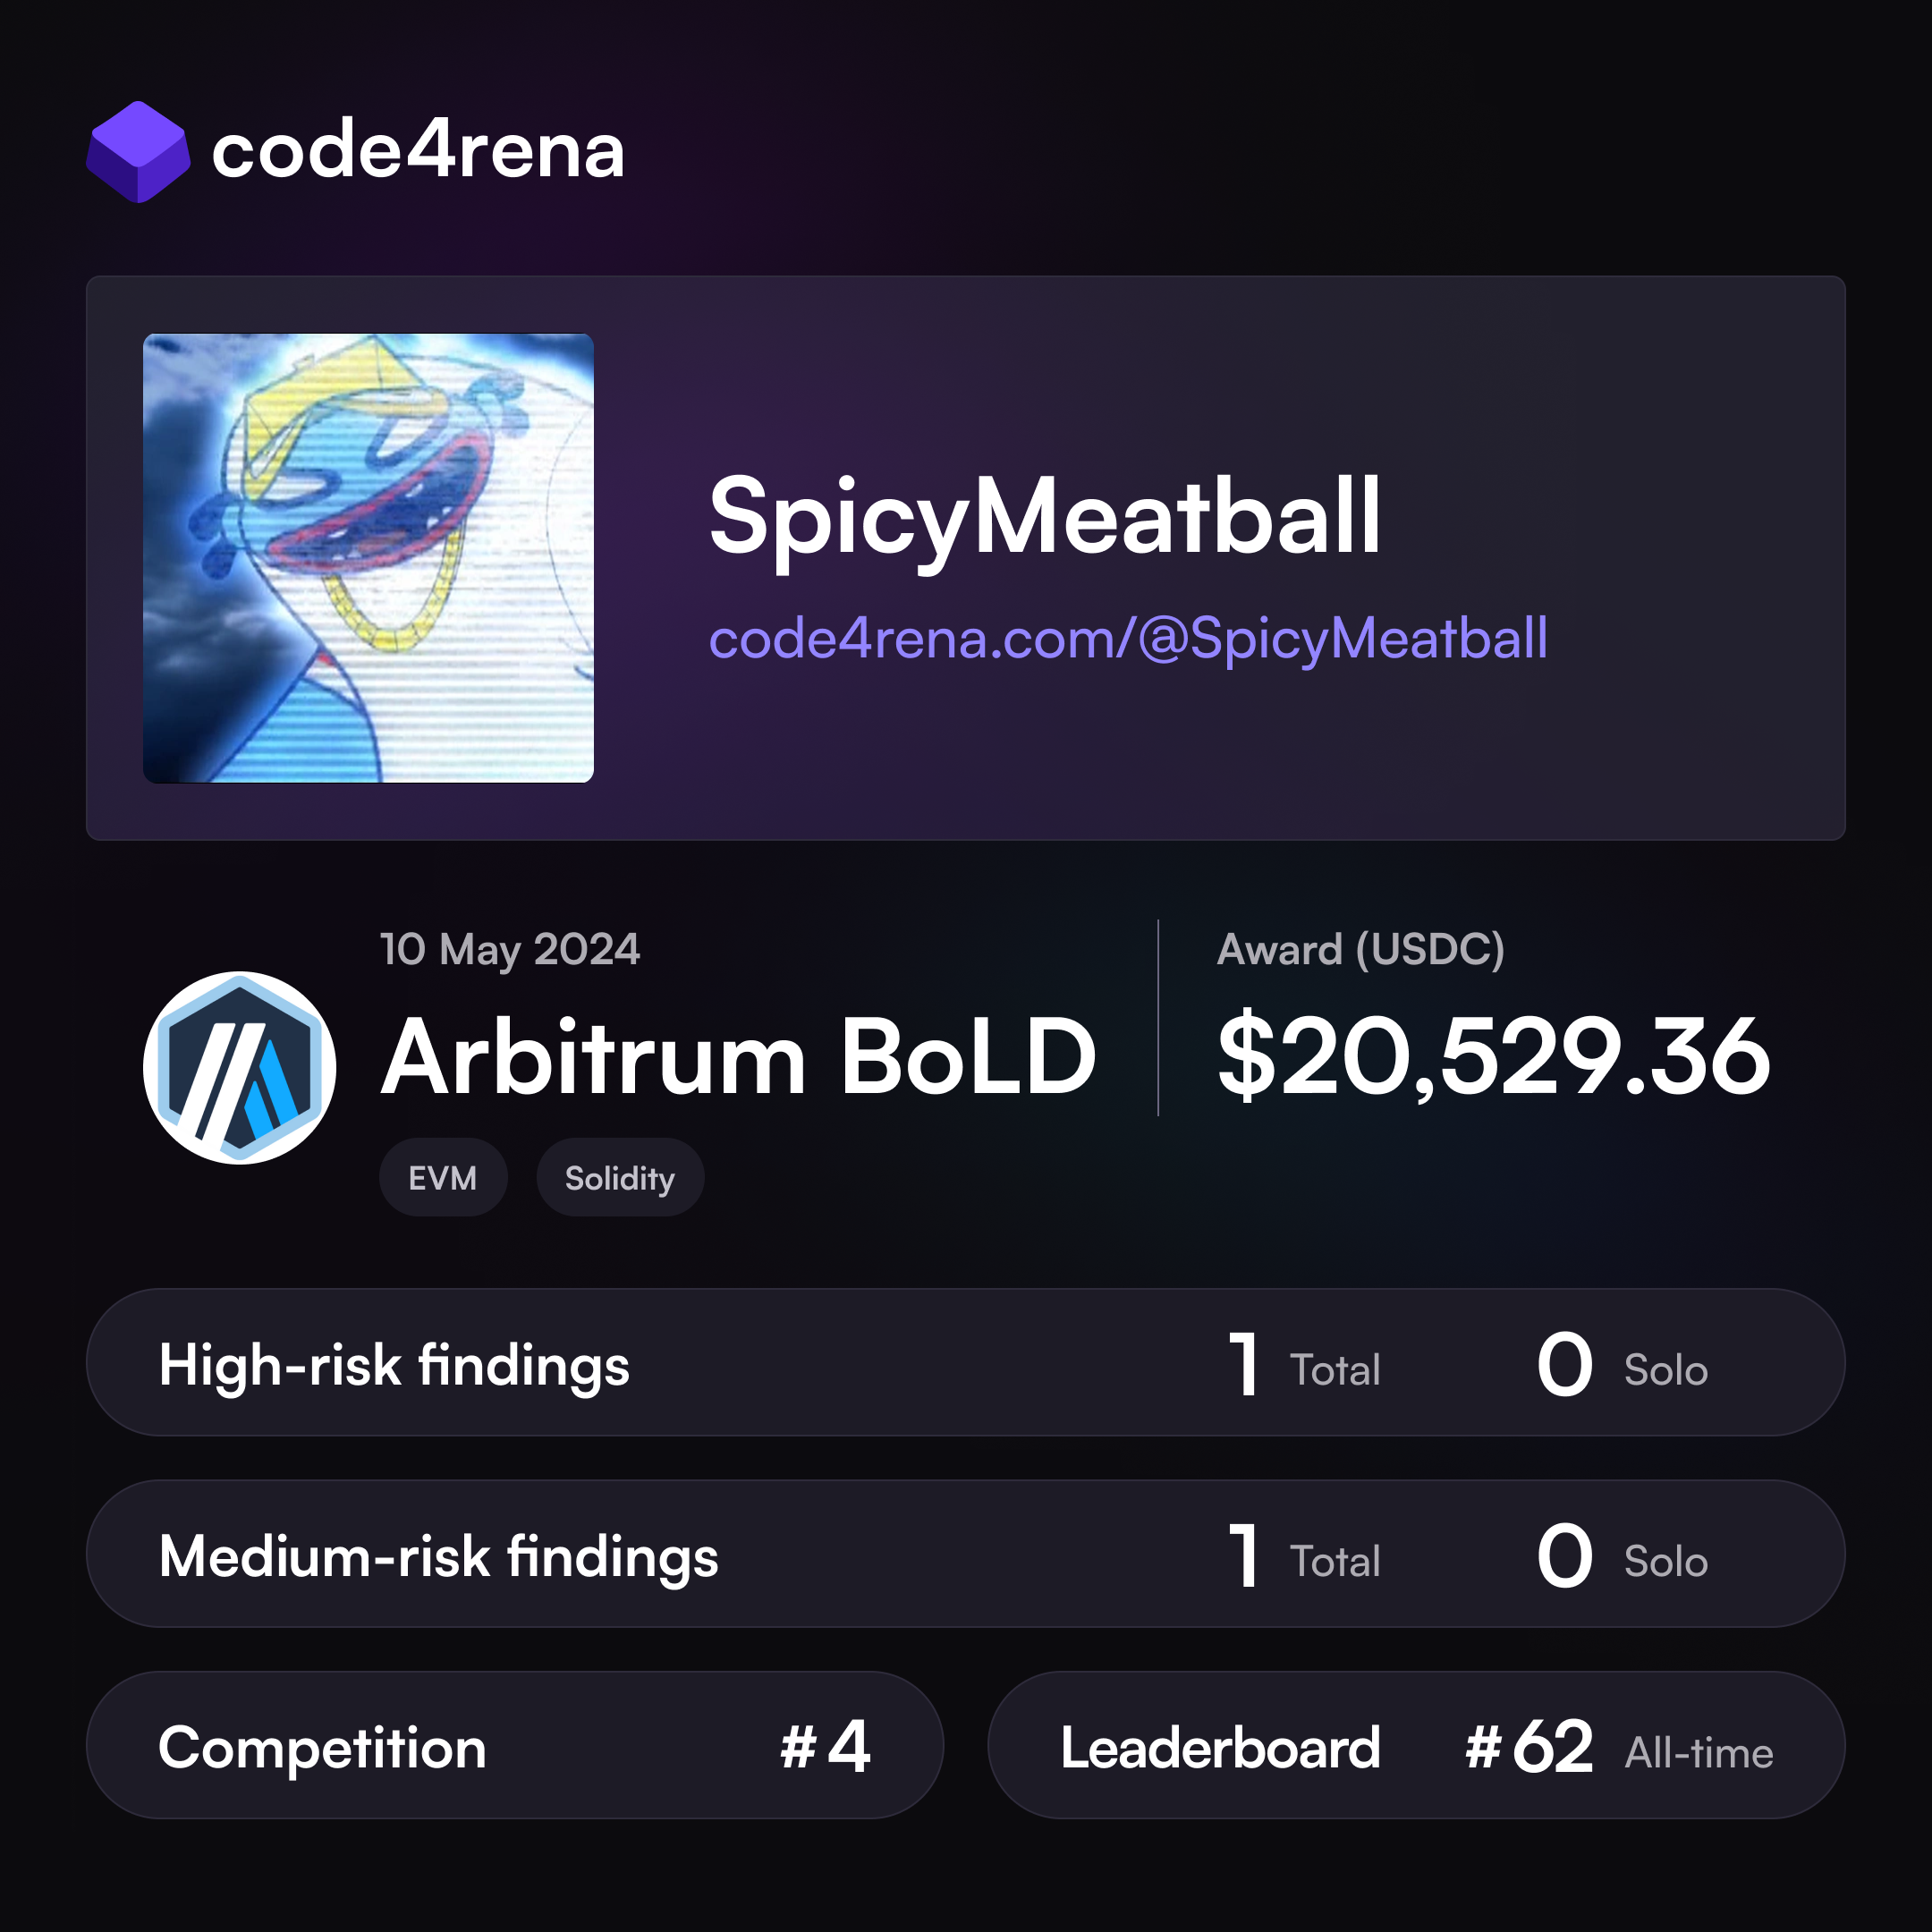 code4rena
SpicyMeatball
code4rena.com/@SpicyMeatball
10 May 2024
Arbitrum BoLD
EVM Solidity
Award (USDC)
$20,529.36
High-risk findings 1 Total 0 Solo
Medium-risk findings 1 Total 0 Solo
Competition #4
Leaderboard #62 All-time